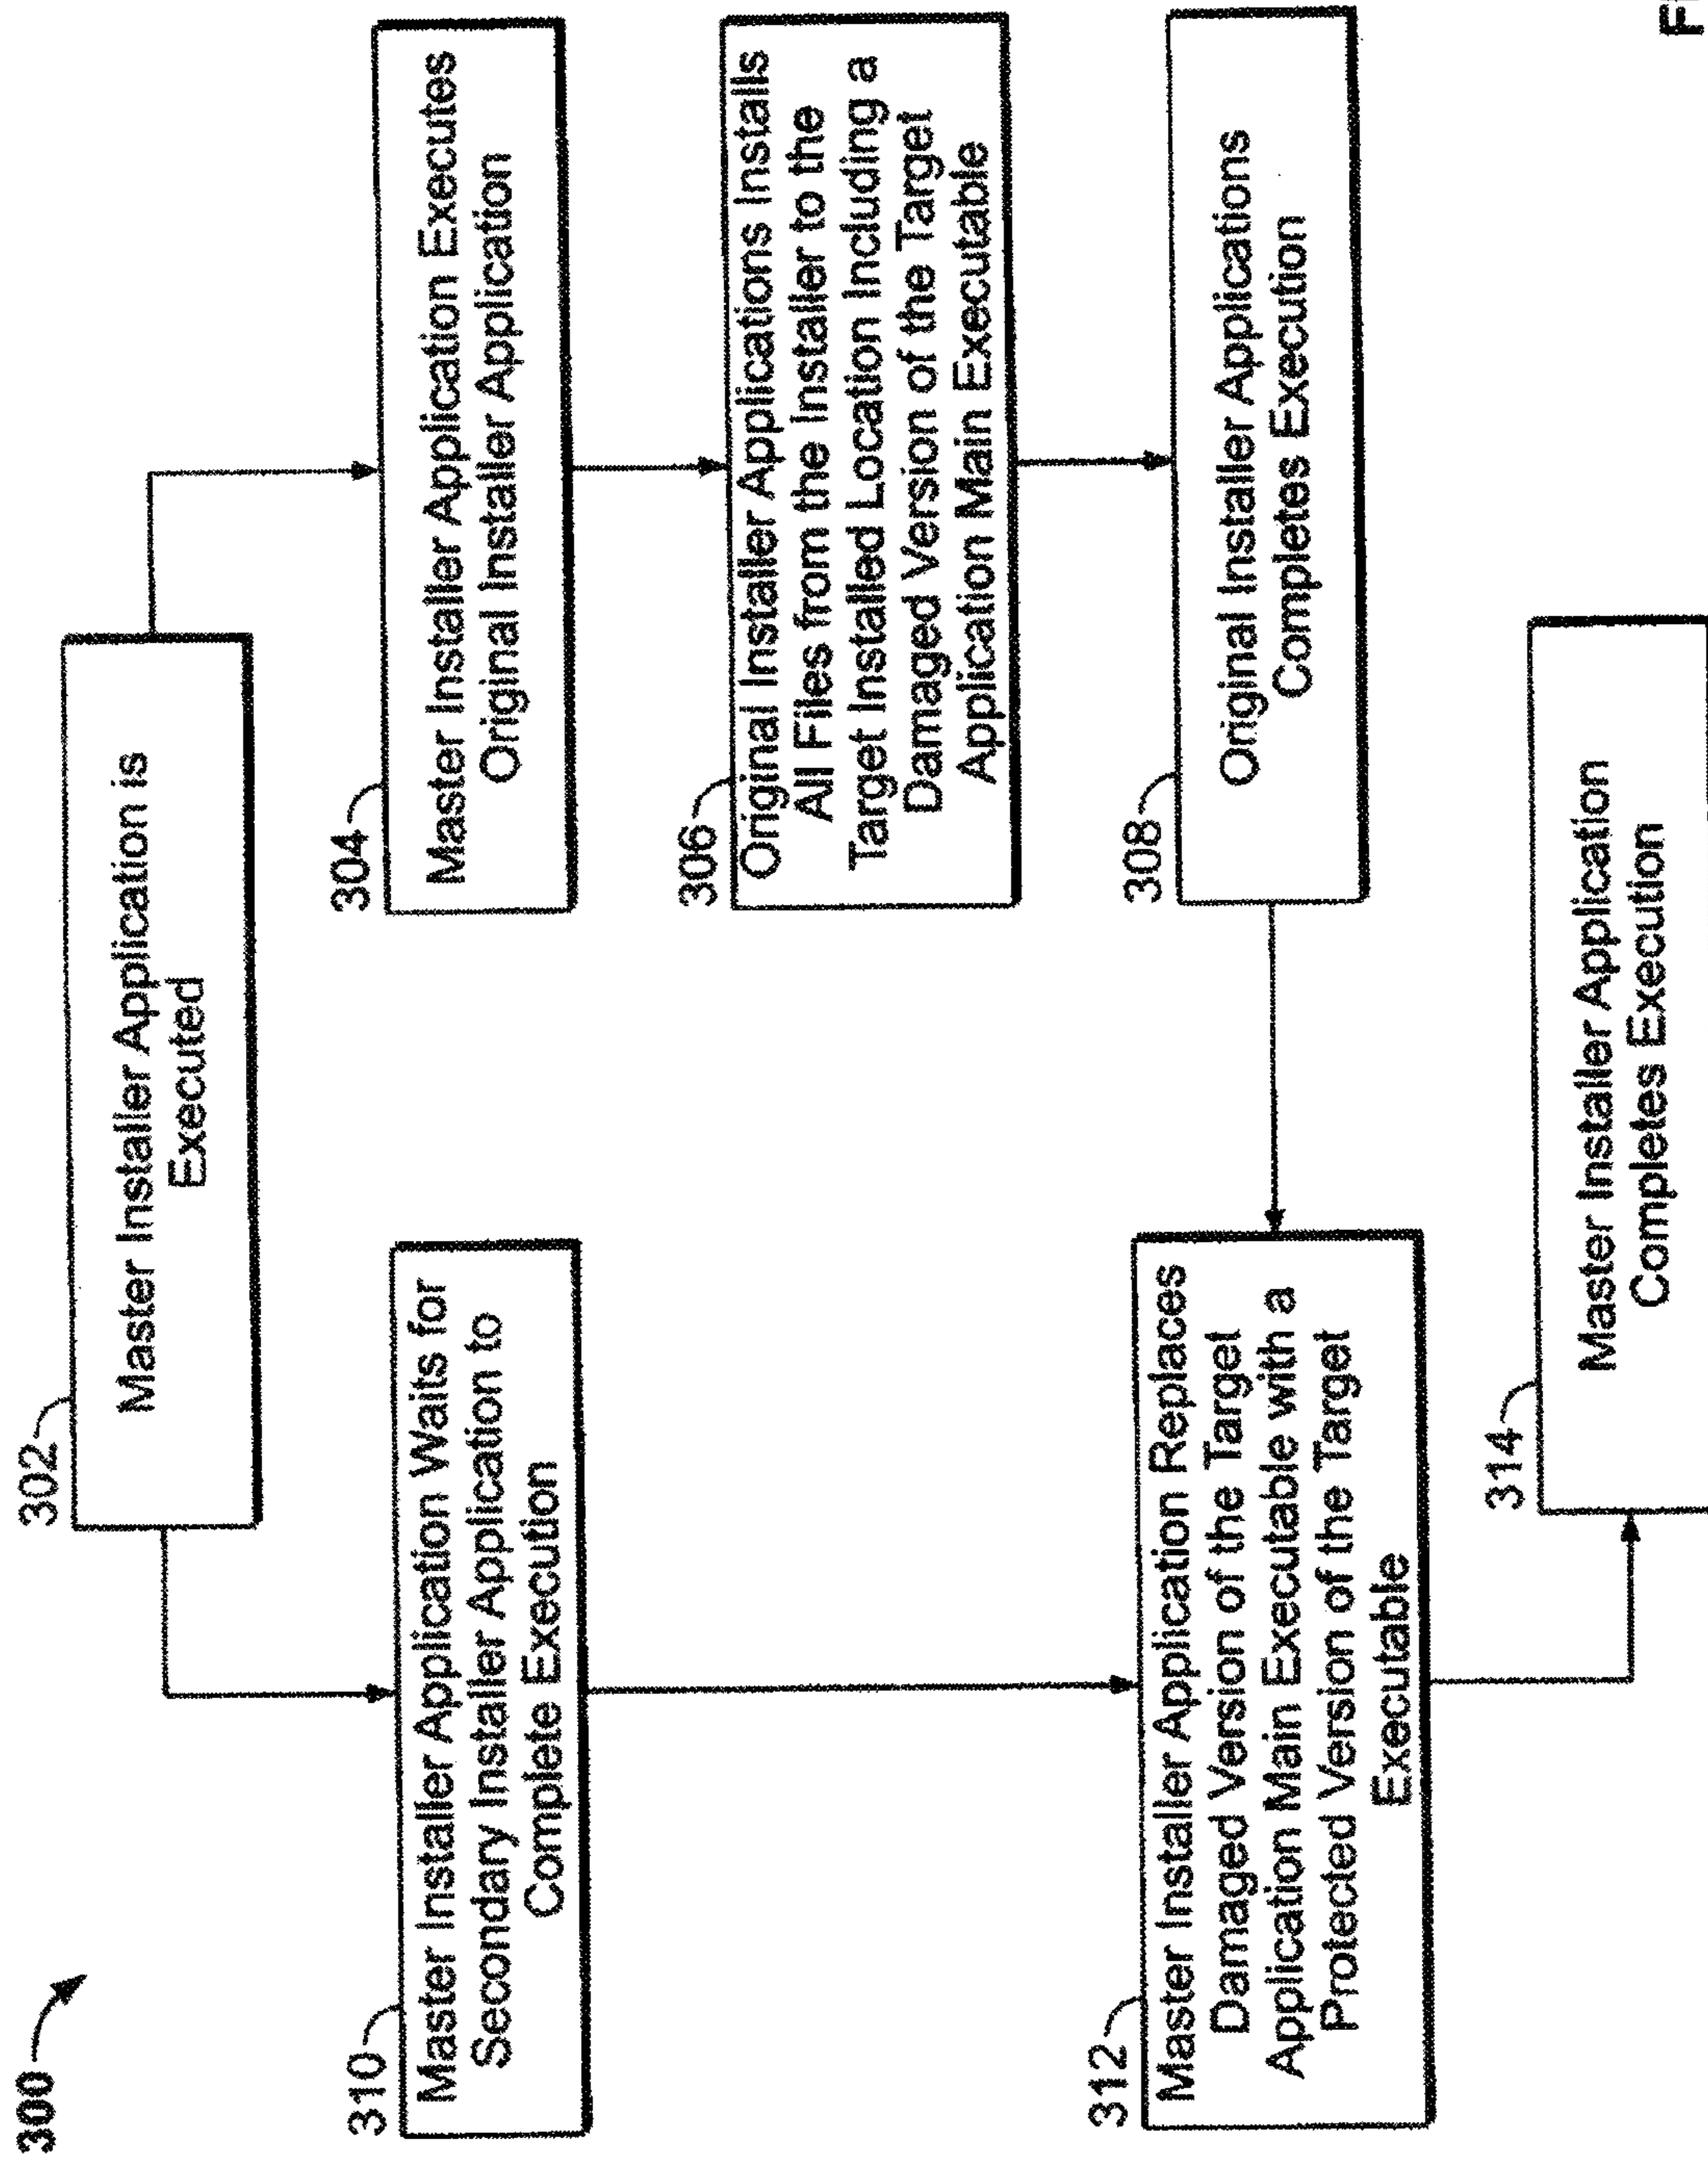 300
302
Master Installer Application is
Executed
304
Master Installer Application Executes
Original Installer Application
306
Original Installer Applications Installs
All Files from the Installer to the
Target Installed Location Including a
Damaged Version of the Target
Application Main Executable
308
Original Installer Applications
Completes Execution
310
Master Installer Application Waits for
Secondary Installer Application to
Complete Execution
312
Master Installer Application Replaces
Damaged Version of the Target
Application Main Executable with a
Protected Version of the Target
Executable
314
Master Installer Application
Completes Execution